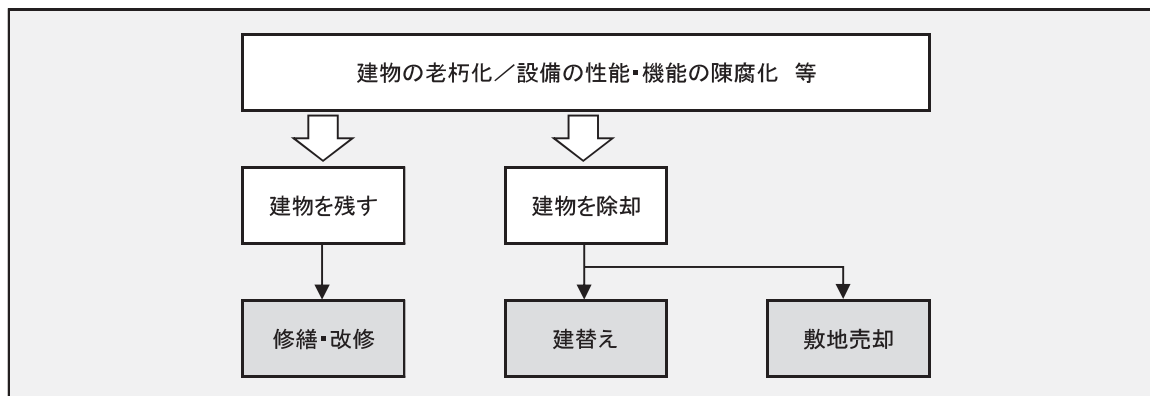 建物の老朽化／設備の性能・機能の陳腐化 等
建物を残す
建物を除却
修繕・改修
建替え
敷地売却